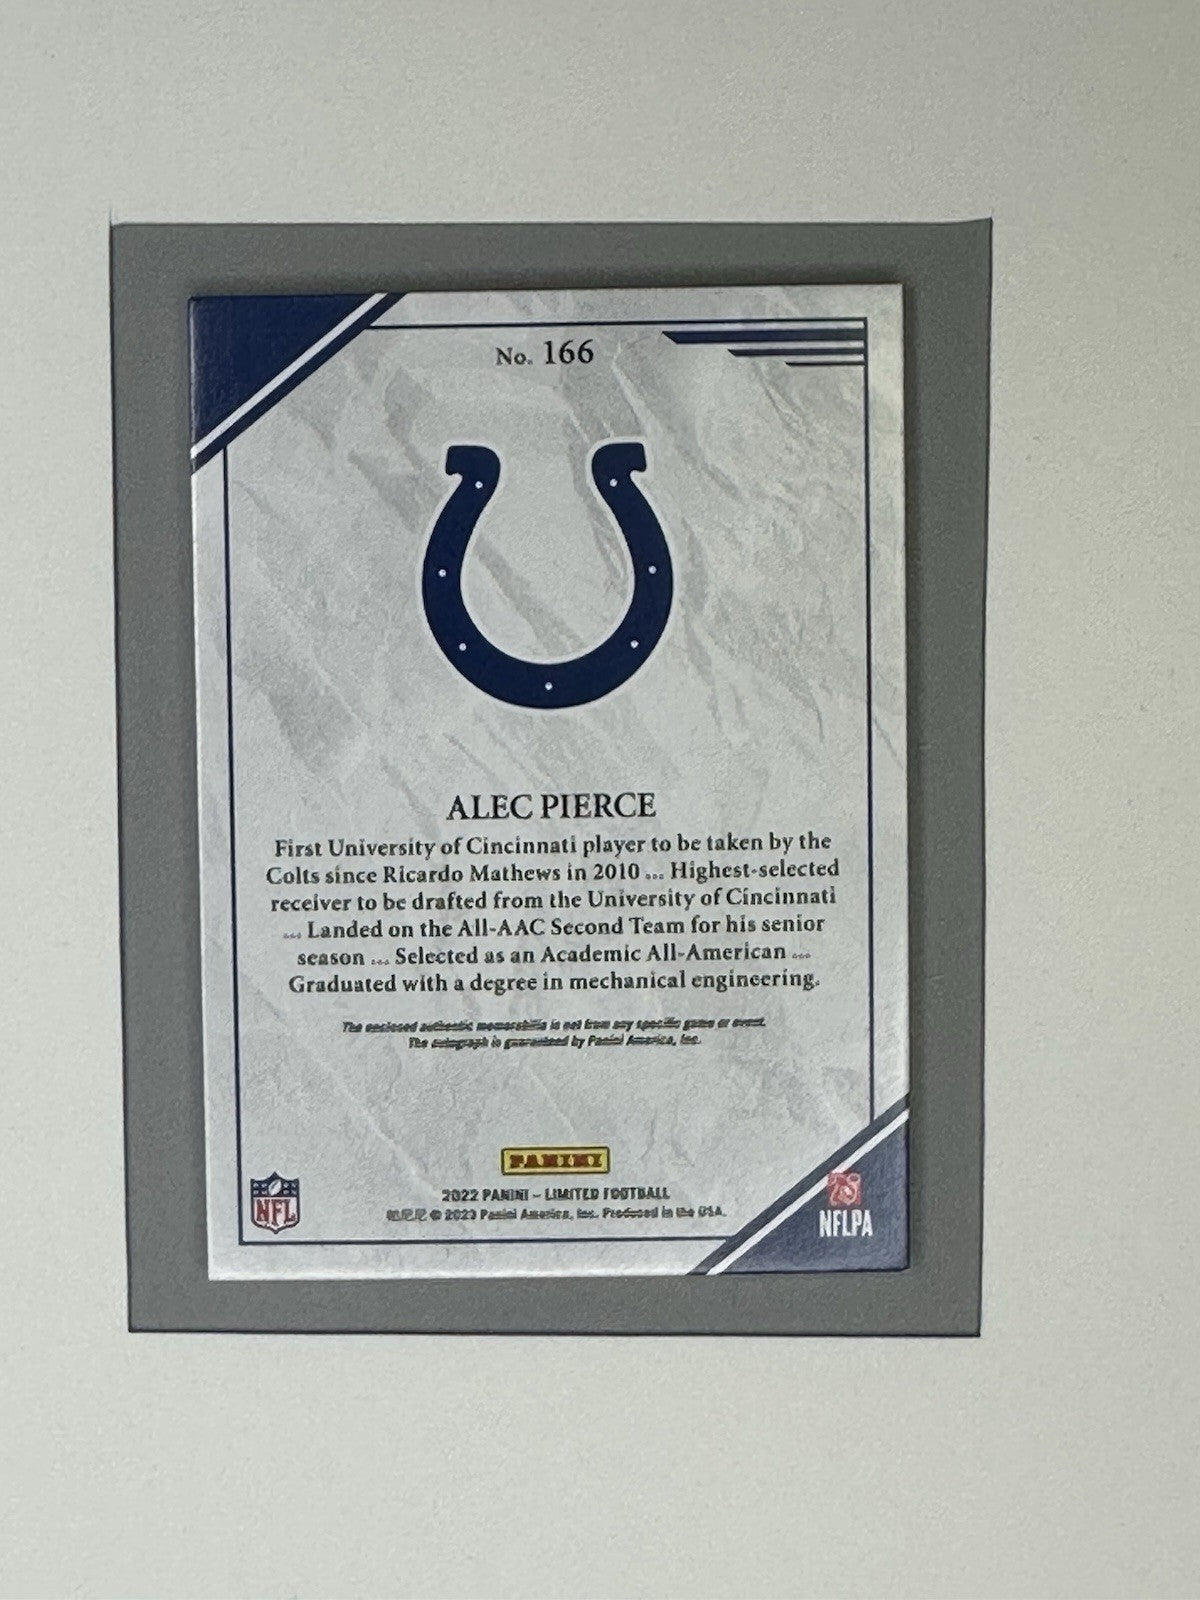 No. 166
ALEC PIERCE
First University of Cincinnati player to be taken by the
Colts since Ricardo Mathews in 2010 ... Highest-selected
receiver to be drafted from the University of Cincinnati
... Landed on the All-AAC Second Team for his senior
season ... Selected as an Academic All-American ...
Graduated with a degree in mechanical engineering.
The enclosed authentic memorabilia is not from any specific game or event.
The autograph is guaranteed by Panini America, Inc.
PANINI
2022 PANINI – LIMITED FOOTBALL
© 2023 Panini America, Inc. Produced in the USA.
NFL
NFLPA